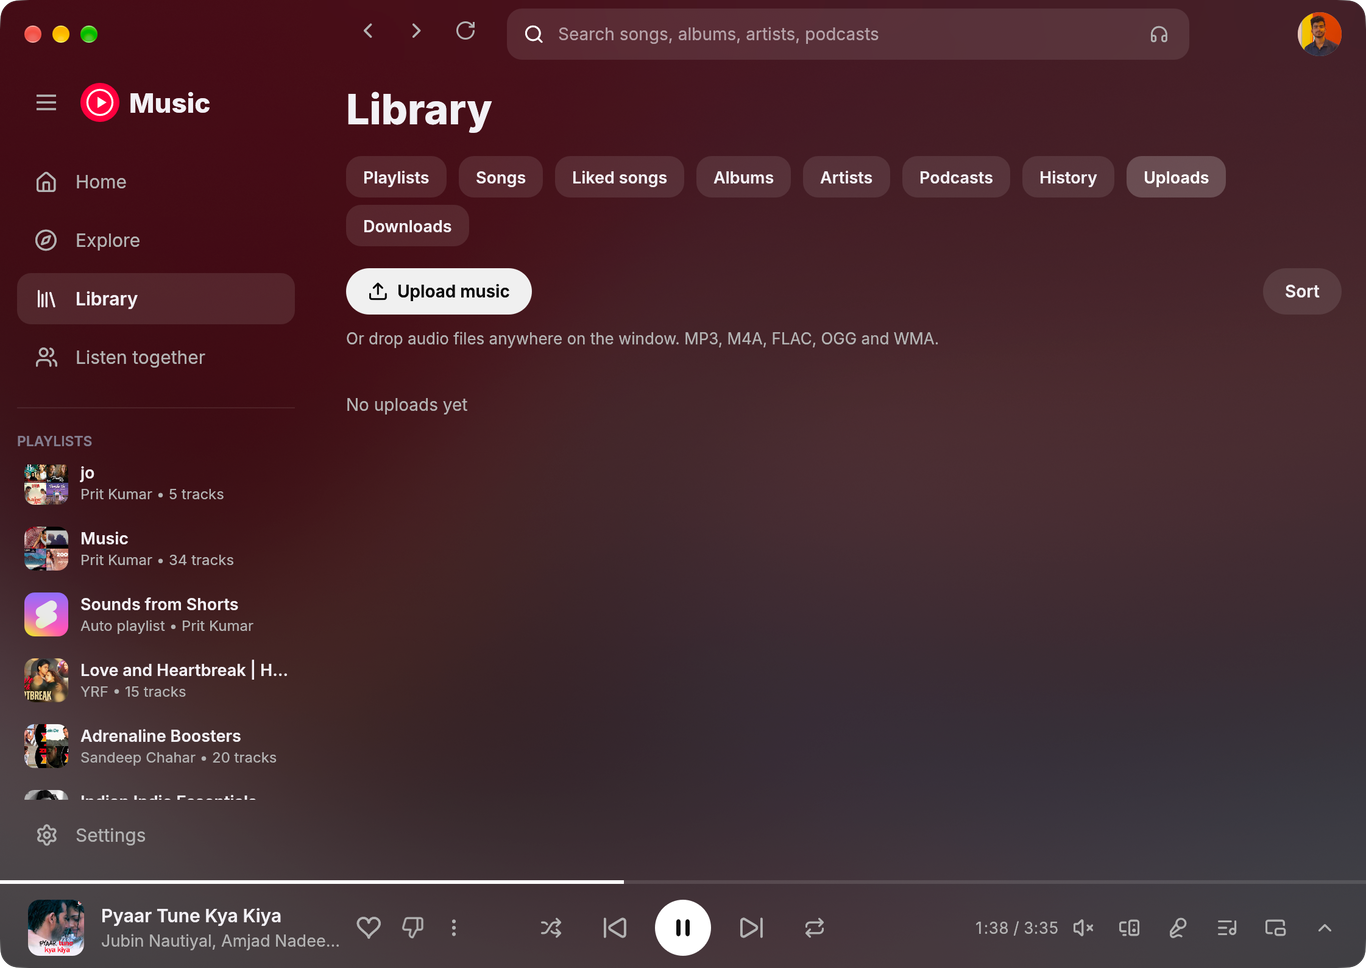 Search songs, albums, artists, podcasts
Music
Home
Explore
Library
Listen together
PLAYLISTS
jo
Prit Kumar • 5 tracks
Music
Prit Kumar • 34 tracks
Sounds from Shorts
Auto playlist • Prit Kumar
Love and Heartbreak | H...
YRF • 15 tracks
Adrenaline Boosters
Sandeep Chahar • 20 tracks
Indian Indie Essentials
Settings
Library
Playlists Songs Liked songs Albums Artists Podcasts History Uploads
Downloads
Upload music
Sort
Or drop audio files anywhere on the window. MP3, M4A, FLAC, OGG and WMA.
No uploads yet
Pyaar Tune Kya Kiya
Jubin Nautiyal, Amjad Nadee...
1:38 / 3:35